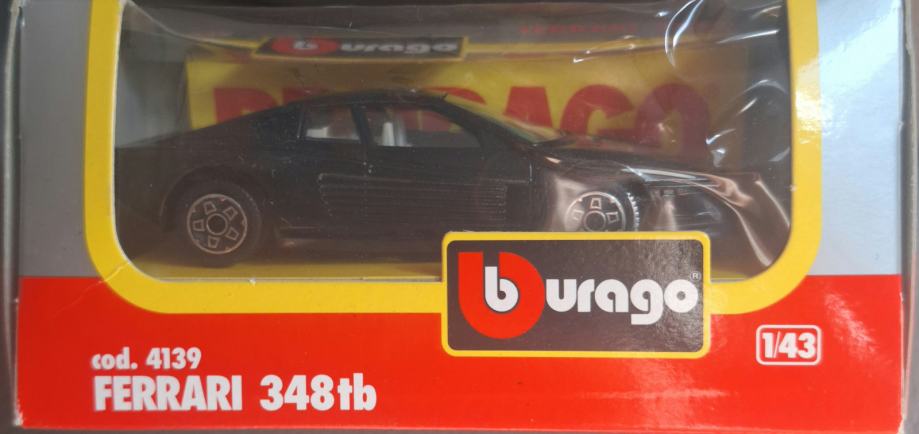 burago
BURAGO
burago®
1/43
cod. 4139
FERRARI 348tb